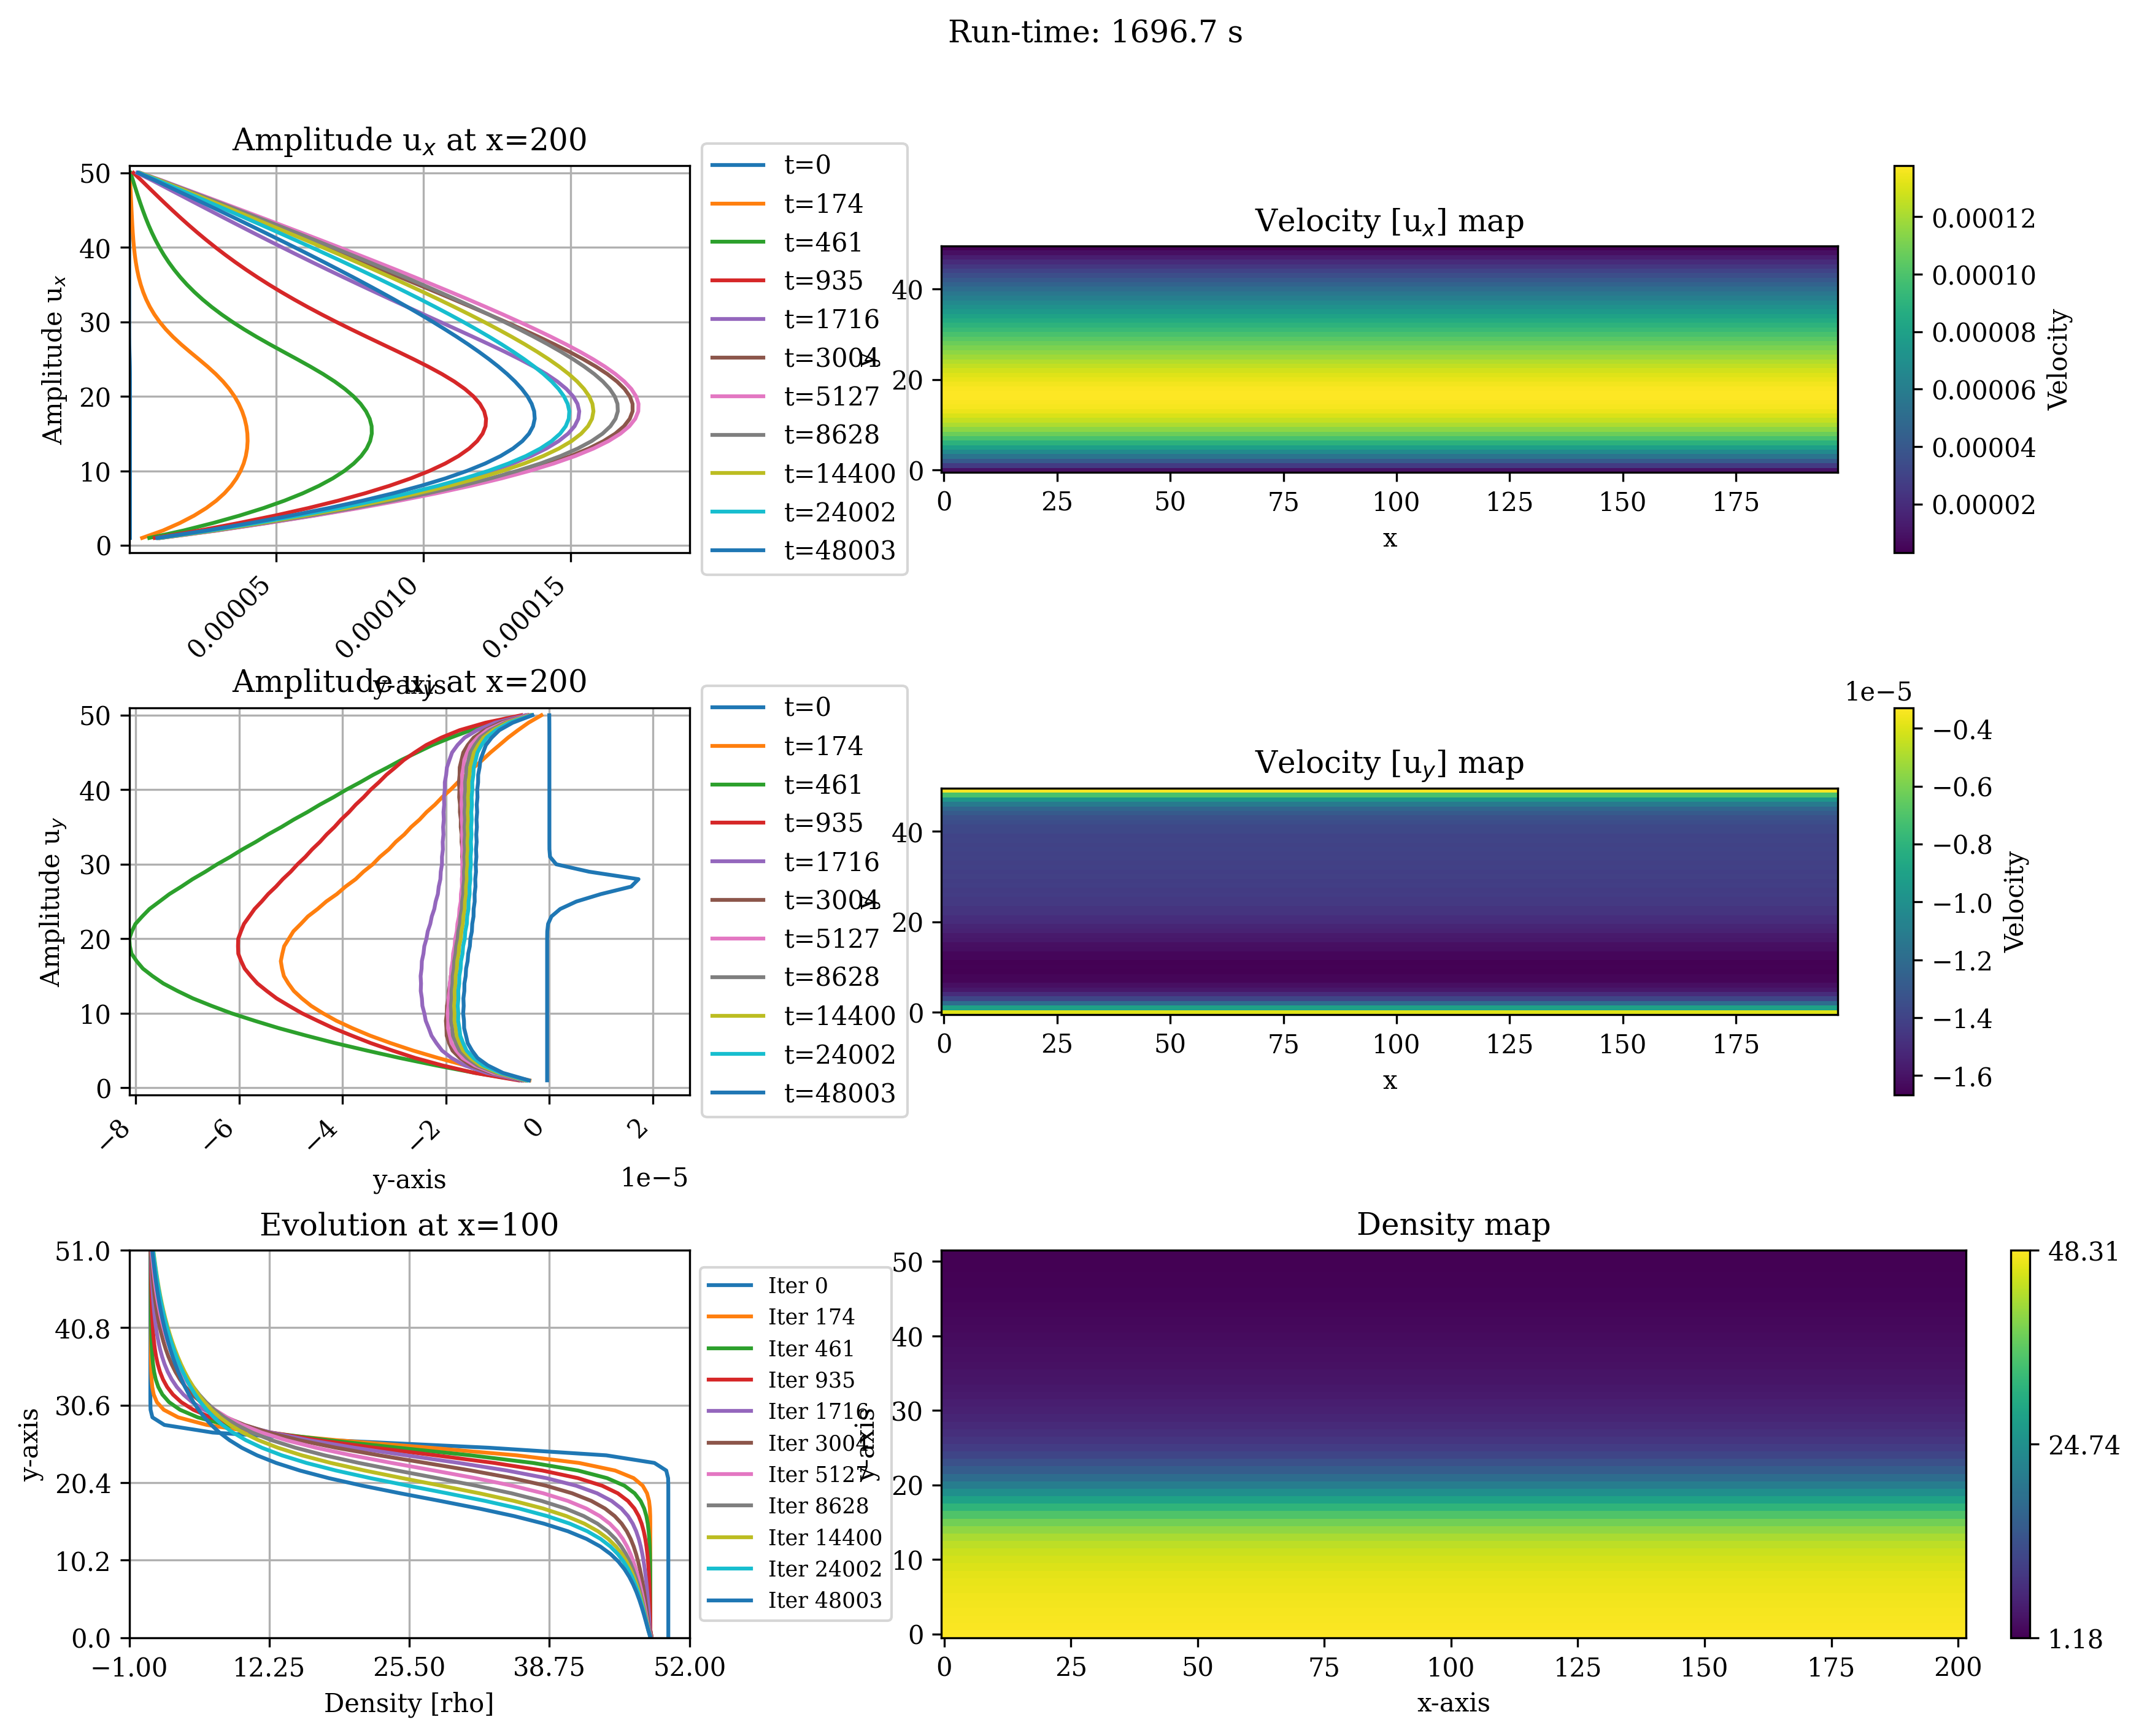 Run-time: 1696.7 s
Amplitude uₓ at x=200
50
40
30
20
10
0
Amplitude uₓ
0.00005
0.00010
0.00015
y-axis
t=0
t=174
t=461
t=935
t=1716
t=3004
t=5127
t=8628
t=14400
t=24002
t=48003
Velocity [uₓ] map
40
20
0
y
0
25
50
75
100
125
150
175
x
0.00012
0.00010
0.00008
0.00006
0.00004
0.00002
Velocity
Amplitude u_y at x=200
50
40
30
20
10
0
Amplitude u_y
−8
−6
−4
−2
0
2
1e−5
y-axis
t=0
t=174
t=461
t=935
t=1716
t=3004
t=5127
t=8628
t=14400
t=24002
t=48003
Velocity [u_y] map
40
20
0
y
0
25
50
75
100
125
150
175
x
1e−5
−0.4
−0.6
−0.8
−1.0
−1.2
−1.4
−1.6
Velocity
Evolution at x=100
51.0
40.8
30.6
20.4
10.2
0.0
y-axis
−1.00
12.25
25.50
38.75
52.00
Density [rho]
Iter 0
Iter 174
Iter 461
Iter 935
Iter 1716
Iter 3004
Iter 5127
Iter 8628
Iter 14400
Iter 24002
Iter 48003
Density map
50
40
30
20
10
0
y-axis
0
25
50
75
100
125
150
175
200
x-axis
48.31
24.74
1.18